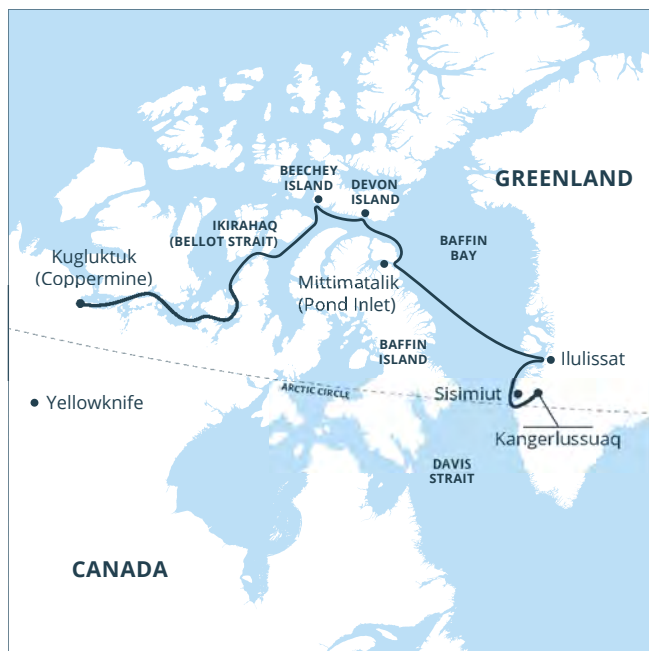 BEECHEY
ISLAND
DEVON
ISLAND
GREENLAND
IKIRAHAQ
(BELLOT STRAIT)
BAFFIN
BAY
Kugluktuk
(Coppermine)
Mittimatalik
(Pond Inlet)
BAFFIN
ISLAND
Ilulissat
ARCTIC CIRCLE
Sisimiut
Yellowknife
Kangerlussuaq
DAVIS
STRAIT
CANADA